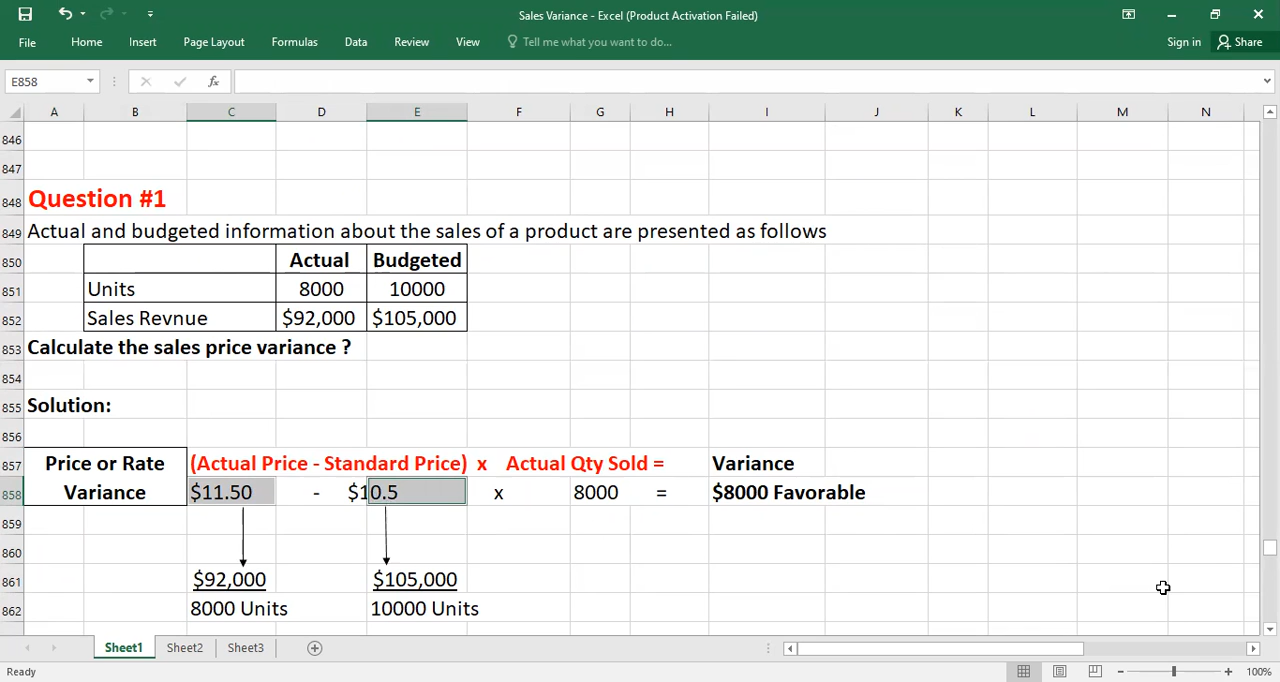 Sales Variance - Excel (Product Activation Failed)
File Home Insert Page Layout Formulas Data Review View Tell me what you want to do... Sign in Share
E858 fx
A B C D E F G H I J K L M N
846
847
848 Question #1
849 Actual and budgeted information about the sales of a product are presented as follows
850 Actual Budgeted
851 Units 8000 10000
852 Sales Revnue $92,000 $105,000
853 Calculate the sales price variance ?
854
855 Solution:
856
857 Price or Rate (Actual Price - Standard Price) x Actual Qty Sold = Variance
858 Variance $11.50 - $10.5 x 8000 = $8000 Favorable
859
860
861 $92,000 $105,000
862 8000 Units 10000 Units
Sheet1 Sheet2 Sheet3
Ready 100%